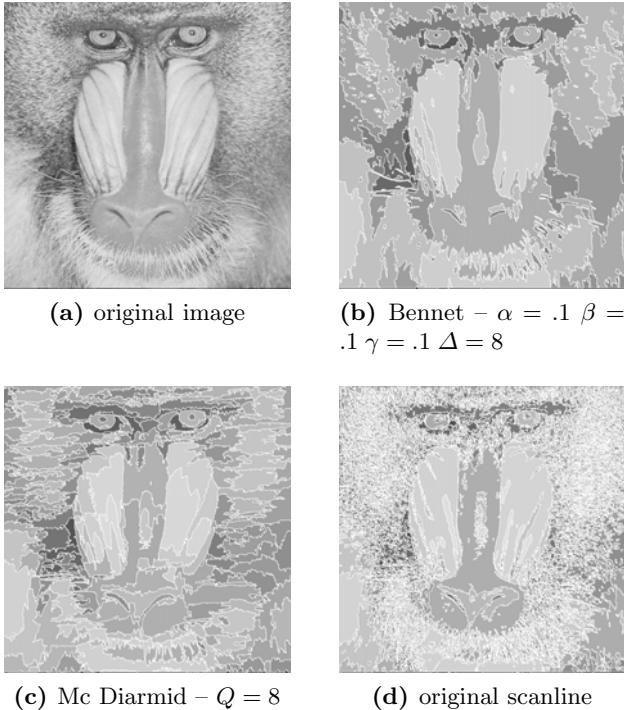 (a) original image
(b) Bennet – α = .1 β =
.1 γ = .1 Δ = 8
(c) Mc Diarmid – Q = 8
(d) original scanline